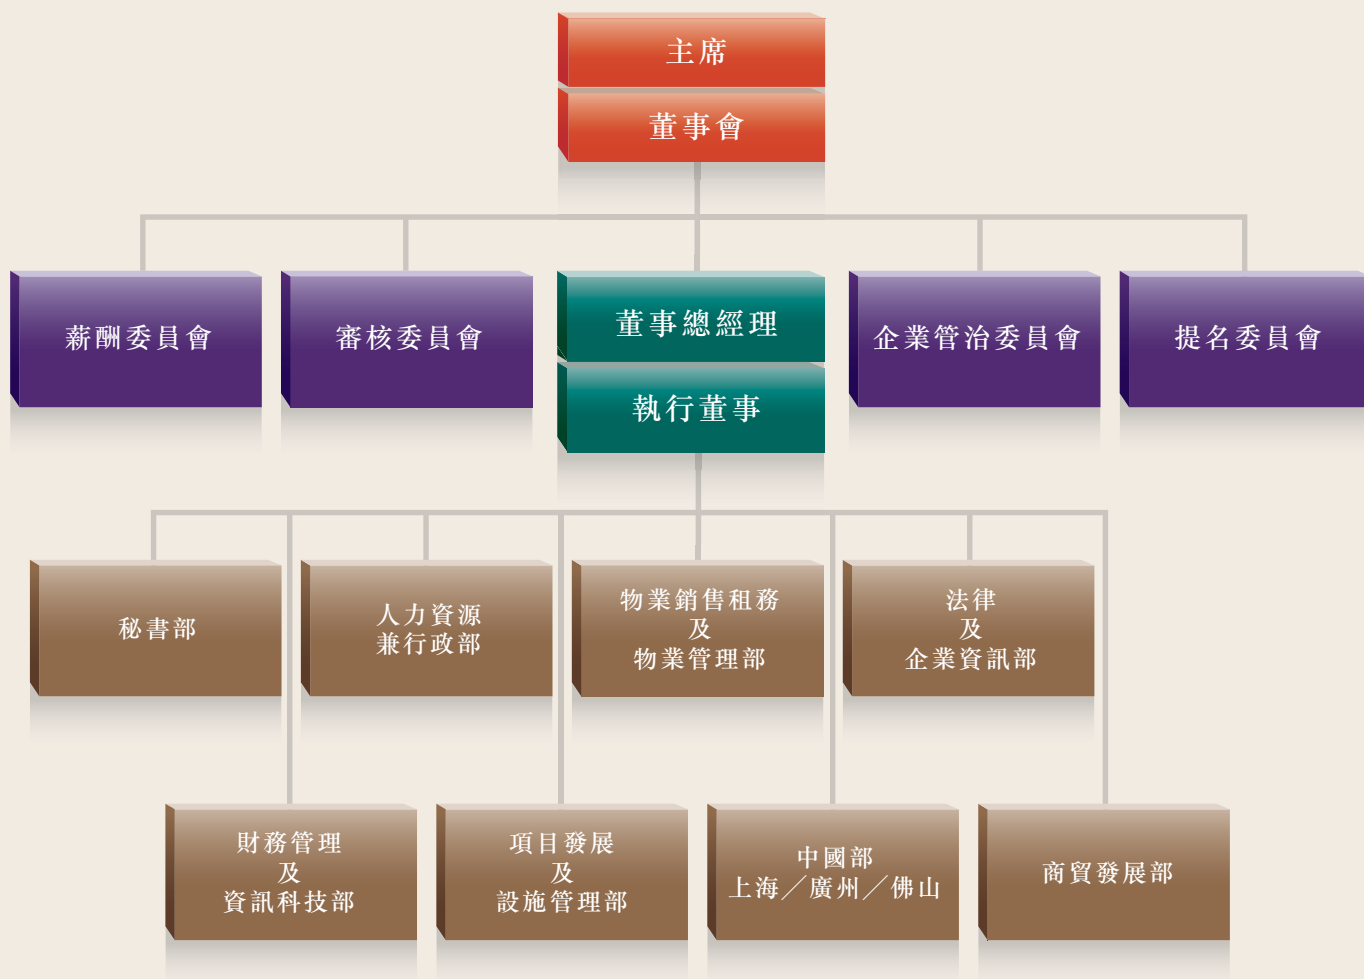 主席
董事會
薪酬委員會
審核委員會
董事總經理
執行董事
企業管治委員會
提名委員會
秘書部
人力資源
兼行政部
物業銷售租務
及
物業管理部
法律
及
企業資訊部
財務管理
及
資訊科技部
項目發展
及
設施管理部
中國部
上海／廣州／佛山
商貿發展部